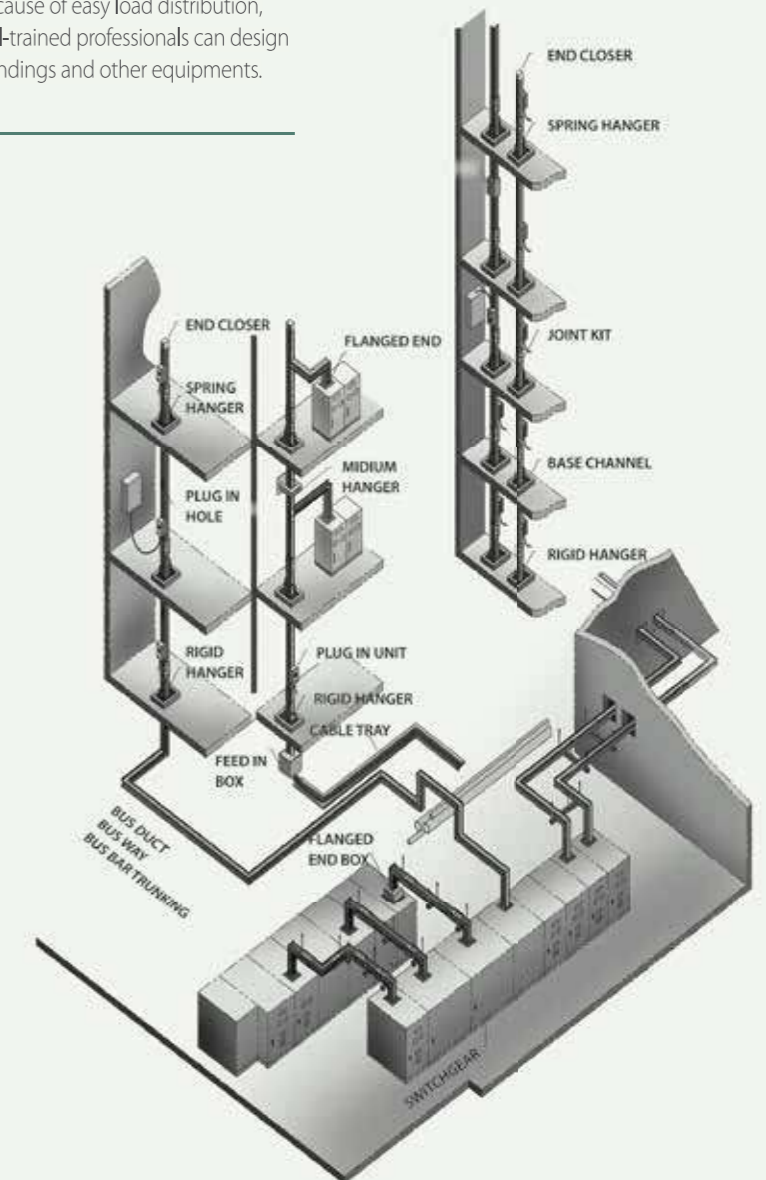 cause of easy load distribution,
l-trained professionals can design
ndings and other equipments.
END CLOSER
SPRING HANGER
JOINT KIT
BASE CHANNEL
RIGID HANGER
END CLOSER
FLANGED END
SPRING
HANGER
MIDIUM
HANGER
PLUG IN
HOLE
RIGID
HANGER
PLUG IN UNIT
RIGID HANGER
CABLE TRAY
FEED IN
BOX
BUS DUCT
BUS WAY
BUS BAR TRUNKING
FLANGED
END BOX
SWITCHGEAR